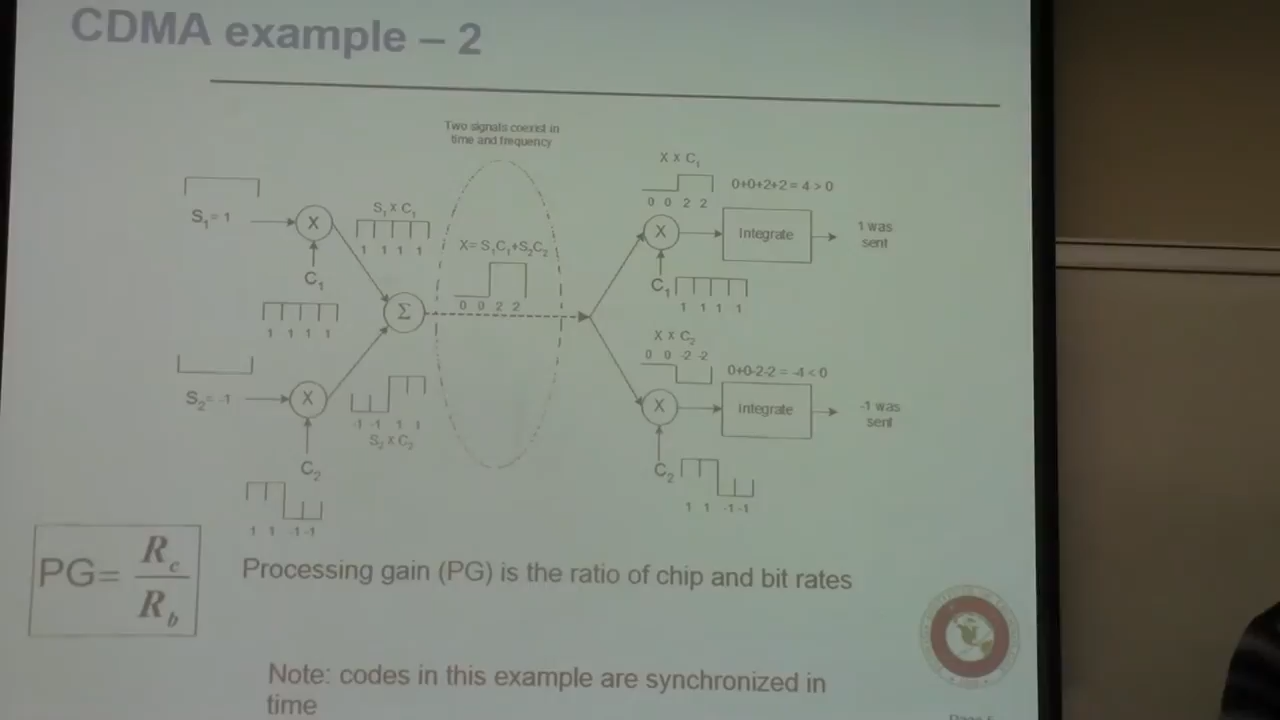 CDMA example – 2
Two signals coexist in
time and frequency
S₁= 1
X
C₁
1 1 1 1
S₁ x C₁
1 1 1 1
Σ
S₂= -1
X
C₂
1 1 -1 -1
-1 -1 1 1
S₂ x C₂
X= S₁C₁+S₂C₂
0 0 2 2
X x C₁
0 0 2 2
0+0+2+2 = 4 > 0
X
Integrate
1 was
sent
C₁
1 1 1 1
X x C₂
0 0 -2 -2
0+0-2-2 = -4 < 0
X
Integrate
-1 was
sent
C₂
1 1 -1 -1
PG= R_c / R_b
Processing gain (PG) is the ratio of chip and bit rates
Note: codes in this example are synchronized in
time